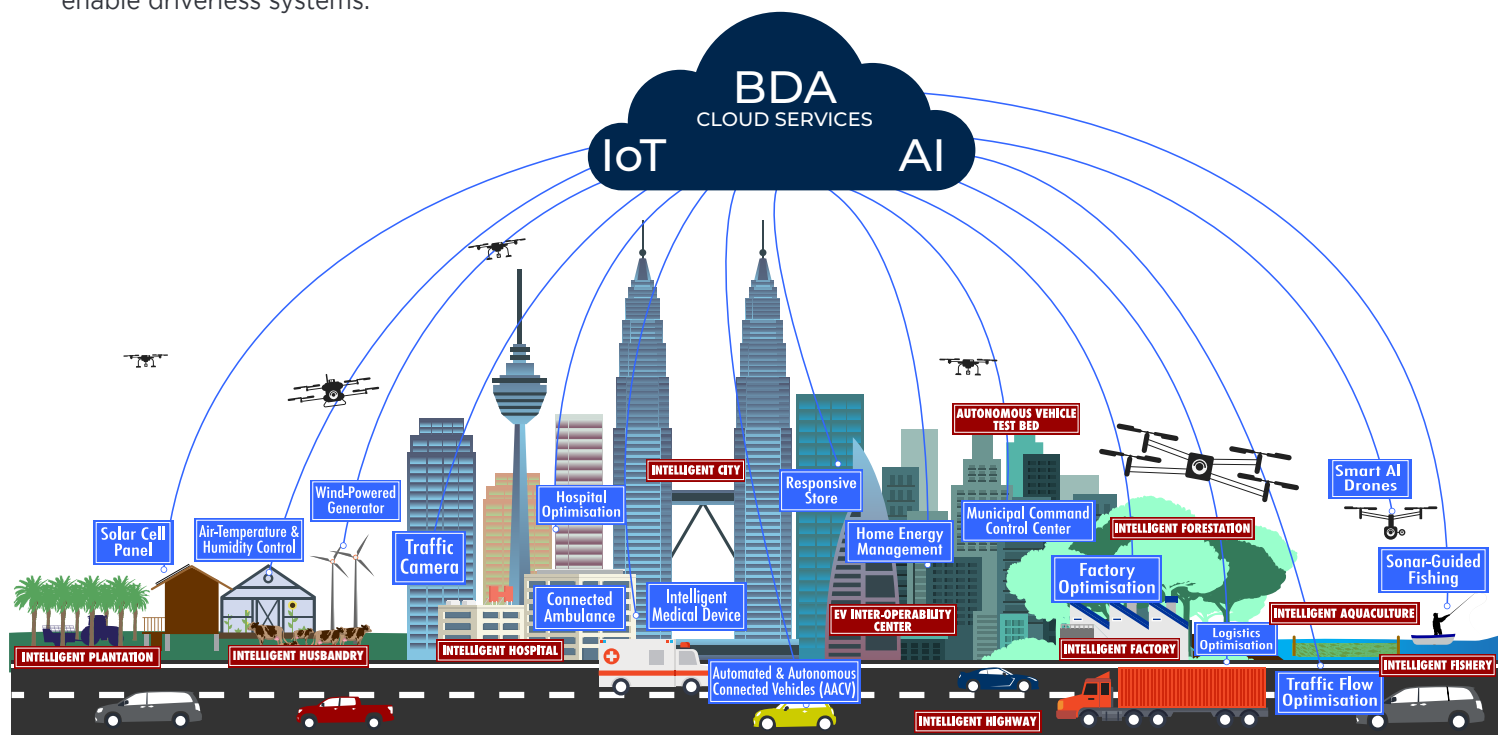 enable driverless systems.
BDA
CLOUD SERVICES
IoT
AI
AUTONOMOUS VEHICLE
TEST BED
INTELLIGENT CITY
Responsive
Store
Smart AI
Drones
Wind-Powered
Generator
Hospital
Optimisation
Municipal Command
Control Center
Solar Cell
Panel
Air-Temperature &
Humidity Control
Traffic
Camera
Home Energy
Management
INTELLIGENT FORESTATION
Factory
Optimisation
Sonar-Guided
Fishing
Connected
Ambulance
Intelligent
Medical Device
H
EV INTER-OPERABILITY
CENTER
INTELLIGENT AQUACULTURE
INTELLIGENT PLANTATION
INTELLIGENT HUSBANDRY
INTELLIGENT HOSPITAL
INTELLIGENT FACTORY
Logistics
Optimisation
INTELLIGENT FISHERY
Automated & Autonomous
Connected Vehicles (AACV)
Traffic Flow
Optimisation
INTELLIGENT HIGHWAY